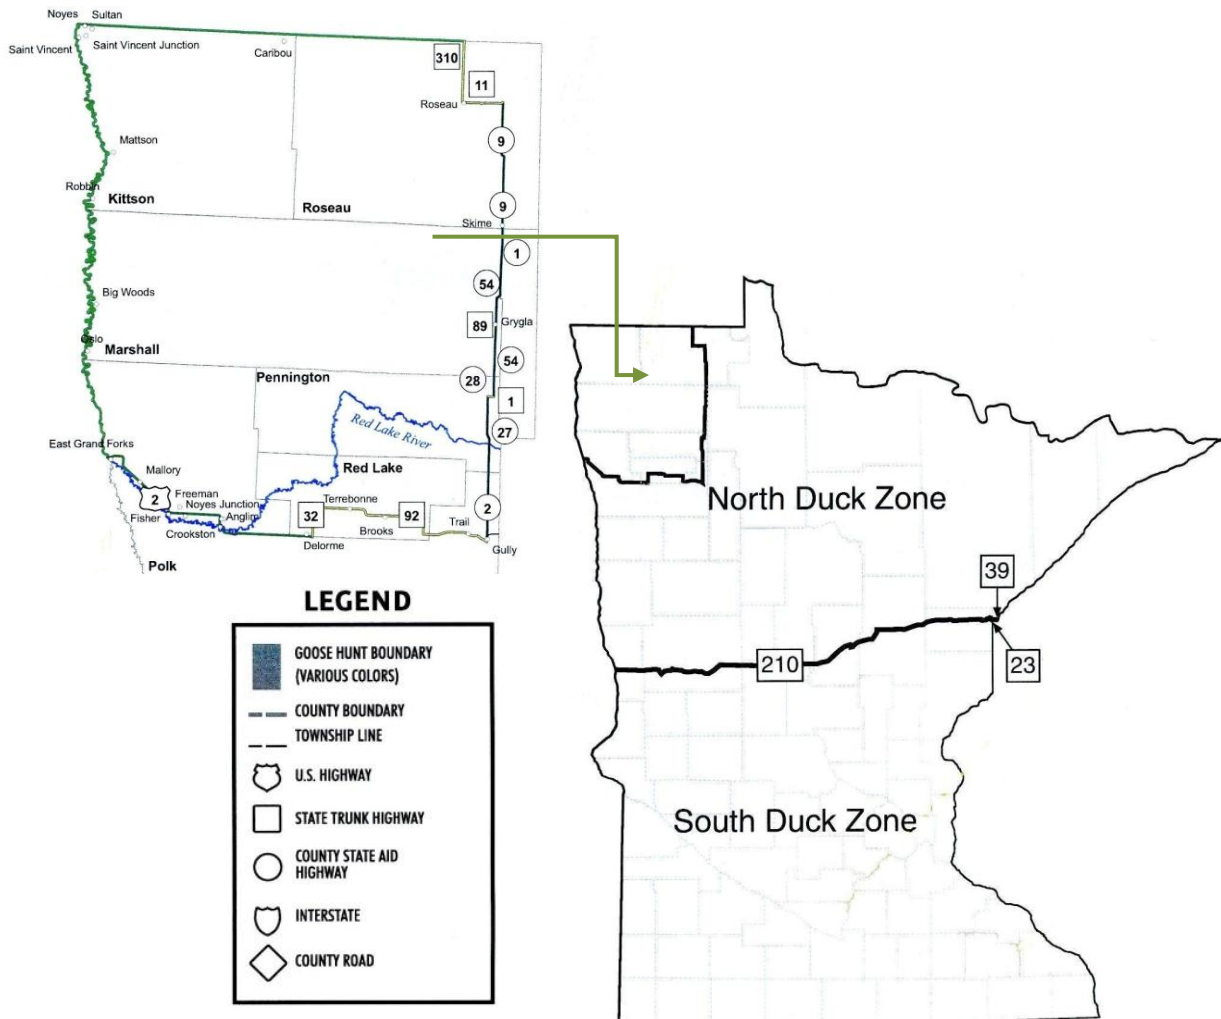 Noyes
Sultan
Saint Vincent
Saint Vincent Junction
Caribou
310
11
Roseau
9
Mattson
Robbin
Kittson
Roseau
9
Skime
1
54
Big Woods
89
Grygla
Oslo
Marshall
54
Pennington
28
1
Red Lake River
27
East Grand Forks
Mallory
Red Lake
2
Freeman
Noyes Junction
Fisher
Anglim
Crookston
32
Terrebonne
92
Brooks
Trail
2
Delorme
Gully
Polk
LEGEND
GOOSE HUNT BOUNDARY
(VARIOUS COLORS)
COUNTY BOUNDARY
TOWNSHIP LINE
U.S. HIGHWAY
STATE TRUNK HIGHWAY
COUNTY STATE AID
HIGHWAY
INTERSTATE
COUNTY ROAD
North Duck Zone
39
210
23
South Duck Zone